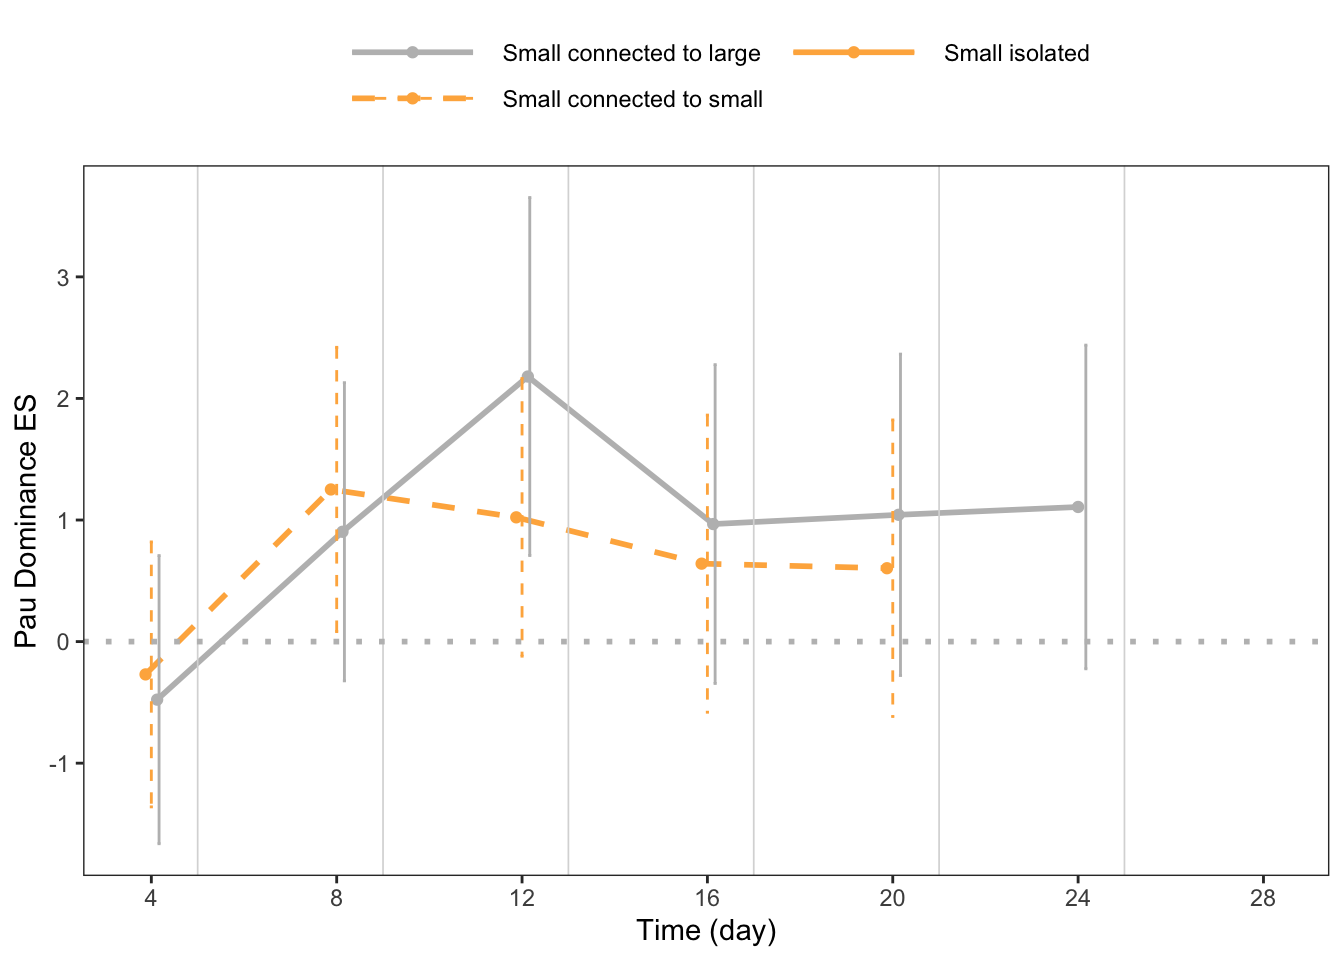 Small connected to large
Small isolated
Small connected to small
Pau Dominance ES
3
2
1
0
-1
4
8
12
16
20
24
28
Time (day)